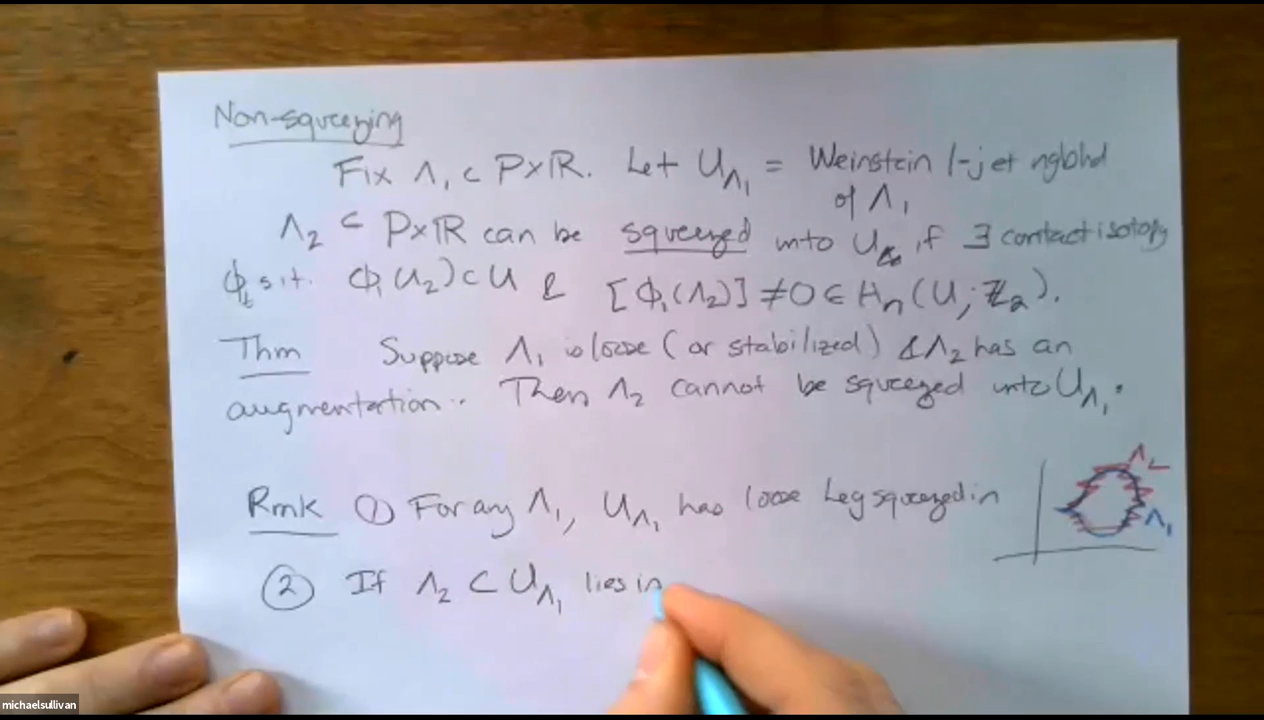 Non-squeezing
Fix Λ₁ ⊂ P×ℝ. Let U_Λ₁ = Weinstein 1-jet ngbhd
of Λ₁
Λ₂ ⊂ P×ℝ can be squeezed into U if ∃ contact isotopy
ϕₜ s.t. ϕ₁(U₂) ⊂ U & [ϕ₁(Λ₂)] ≠ 0 ∈ Hₙ(U; ℤ₂).
Thm Suppose Λ₁ is loose (or stabilized) & Λ₂ has an
augmentation. Then Λ₂ cannot be squeezed into U_Λ₁.
Rmk ① For any Λ₁, U_Λ₁ has loose Leg squeezed in
Λ₂
Λ₁
② If Λ₂ ⊂ U_Λ₁ lies in
michaelsullivan